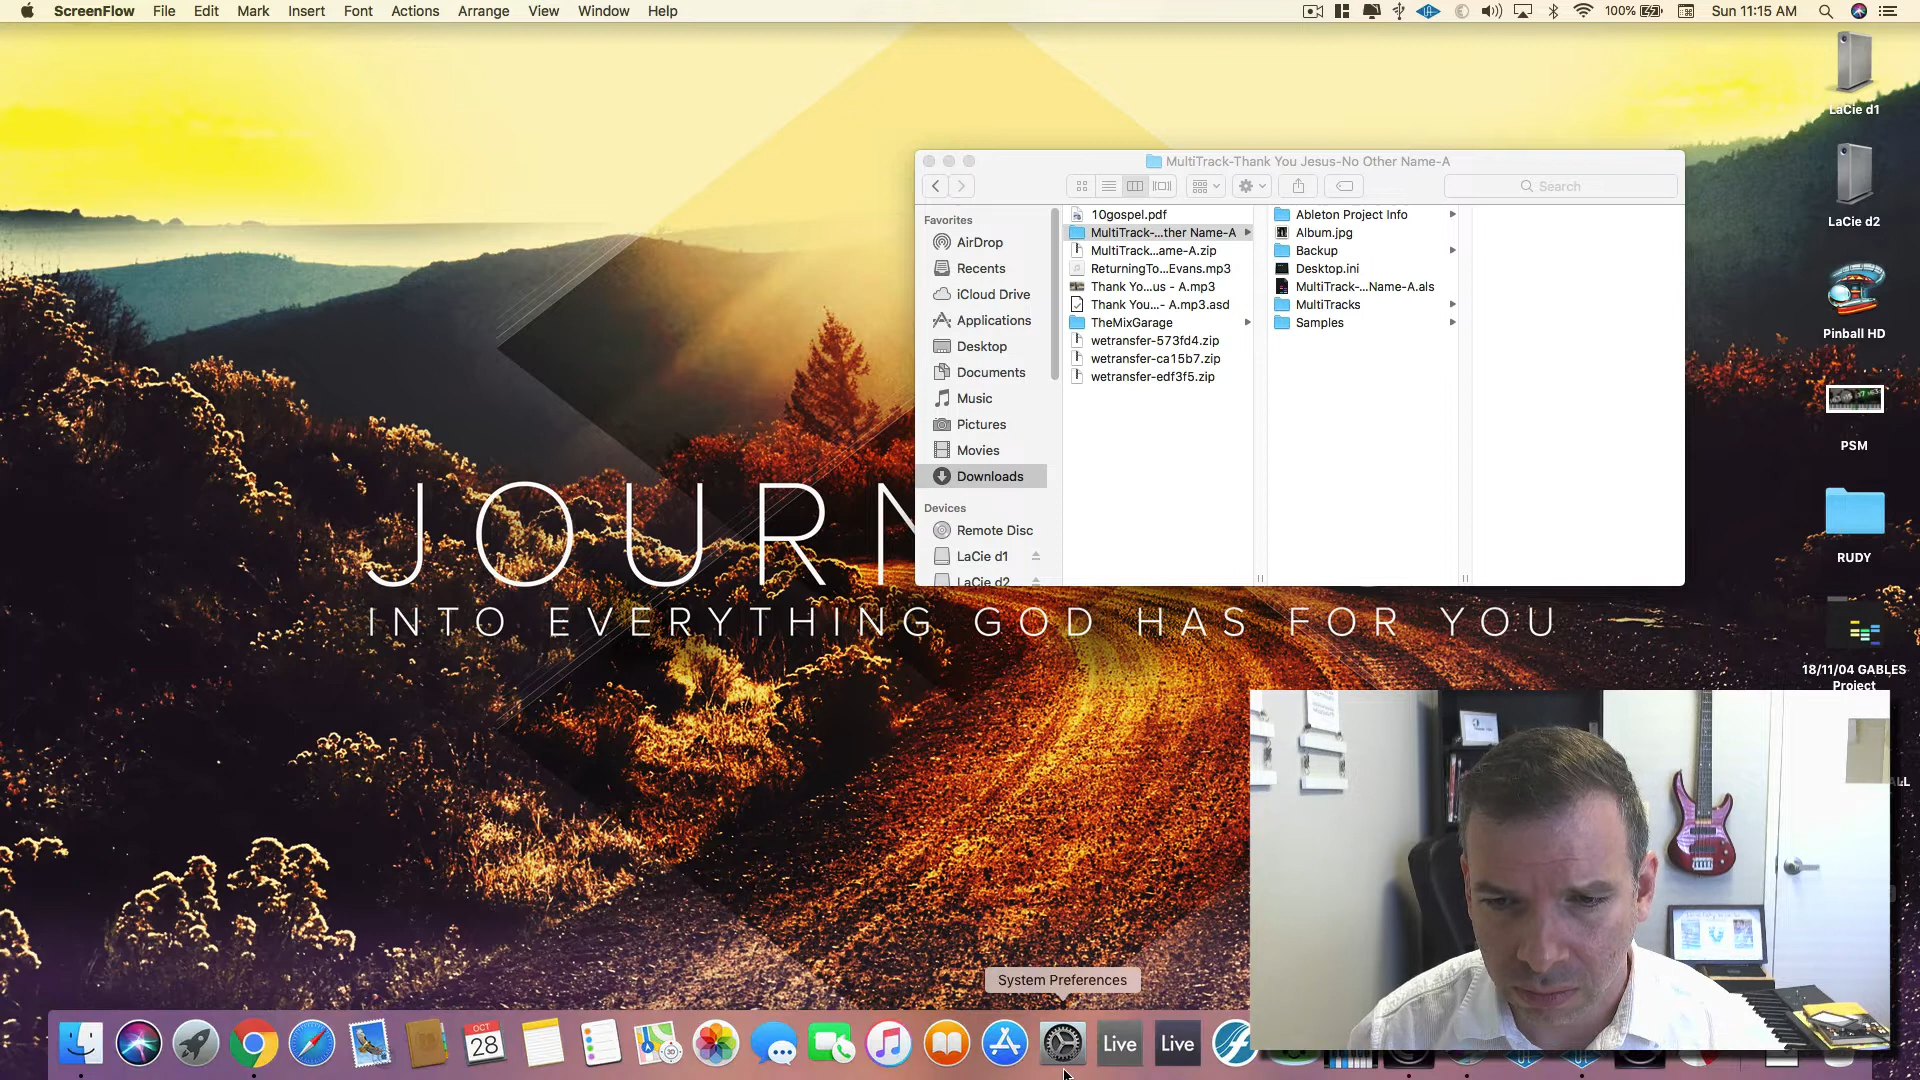 ScreenFlow File Edit Mark Insert Font Actions Arrange View Window Help
100% Sun 11:15 AM
MultiTrack-Thank You Jesus-No Other Name-A
Search
Favorites
AirDrop
Recents
iCloud Drive
Applications
Desktop
Documents
Music
Pictures
Movies
Downloads
Devices
Remote Disc
LaCie d1
LaCie d2
10gospel.pdf
MultiTrack-...ther Name-A
MultiTrack...ame-A.zip
ReturningTo...Evans.mp3
Thank Yo...us - A.mp3
Thank You...- A.mp3.asd
TheMixGarage
wetransfer-573fd4.zip
wetransfer-ca15b7.zip
wetransfer-edf3f5.zip
Ableton Project Info
Album.jpg
Backup
Desktop.ini
MultiTrack-...Name-A.als
MultiTracks
Samples
LaCie d1
LaCie d2
Pinball HD
PSM
RUDY
18/11/04 GABLES
Project
JOURN
INTO EVERYTHING GOD HAS FOR YOU
System Preferences
OCT
28
3D
Live
Live